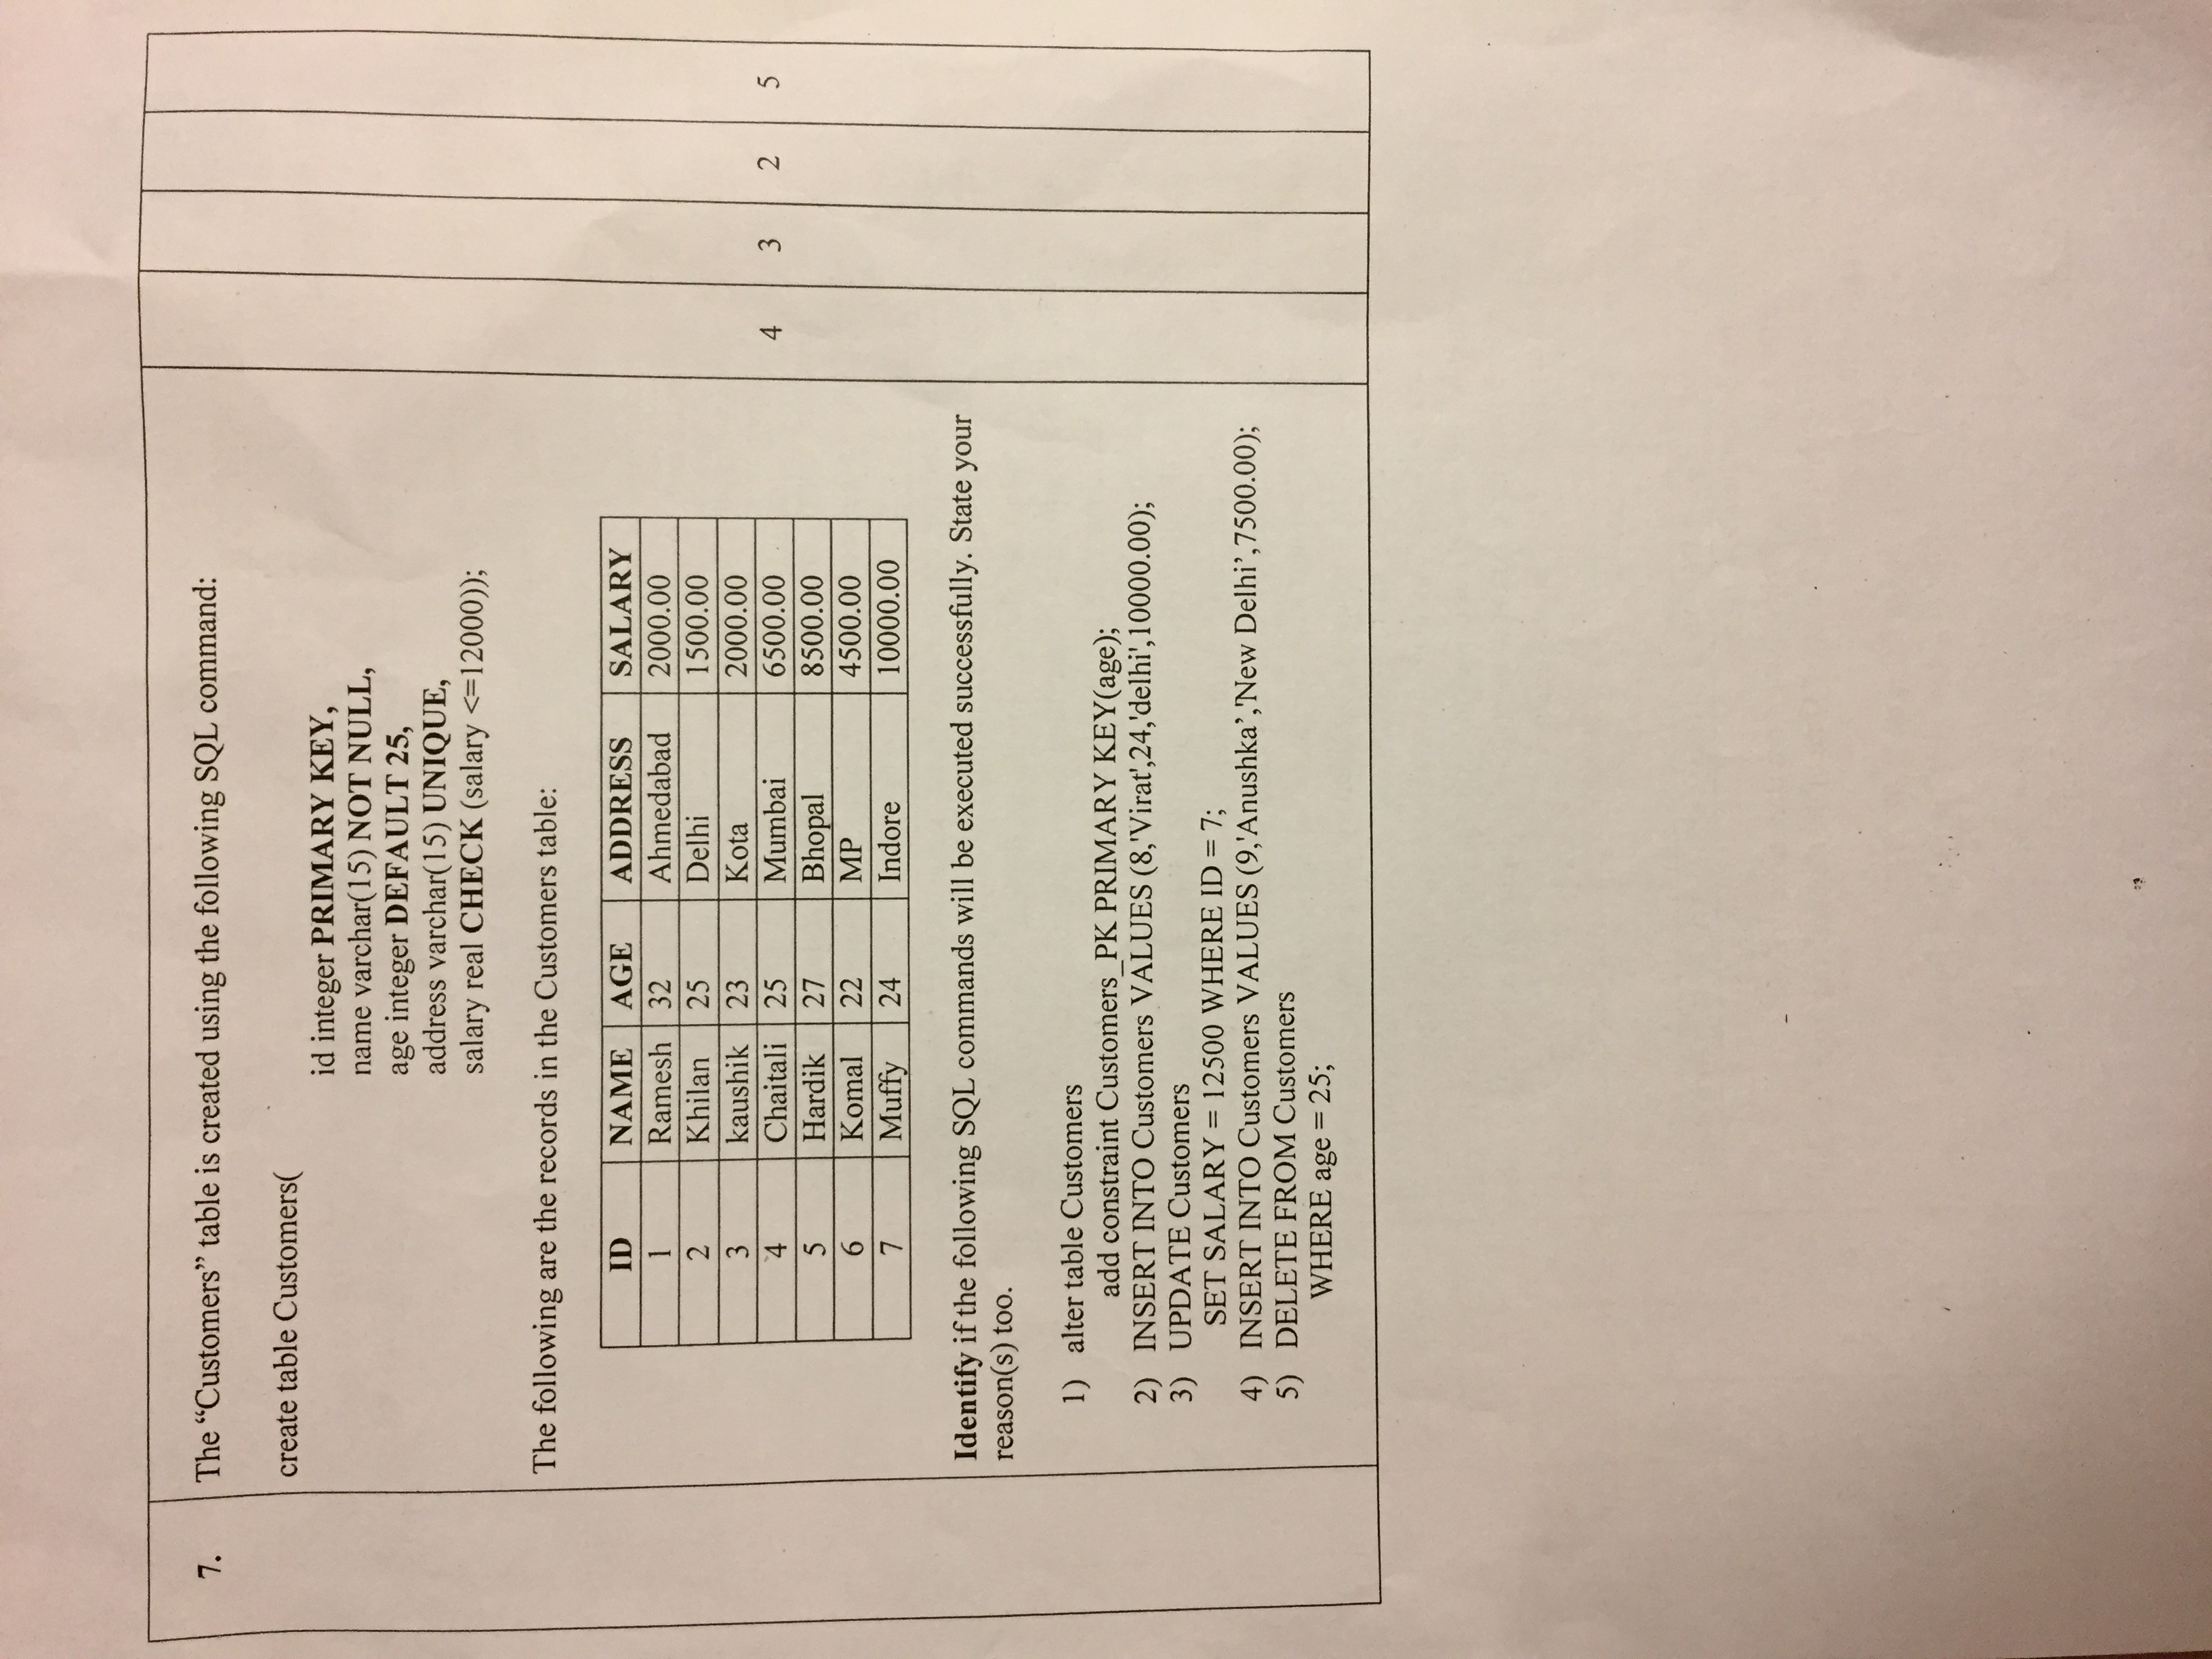 7.
The “Customers” table is created using the following SQL command:
create table Customers(
id integer PRIMARY KEY,
name varchar(15) NOT NULL,
age integer DEFAULT 25,
address varchar(15) UNIQUE,
salary real CHECK (salary <=12000));
The following are the records in the Customers table:
ID NAME AGE ADDRESS SALARY
1 Ramesh 32 Ahmedabad 2000.00
2 Khilan 25 Delhi 1500.00
3 kaushik 23 Kota 2000.00
4 Chaitali 25 Mumbai 6500.00
5 Hardik 27 Bhopal 8500.00
6 Komal 22 MP 4500.00
7 Muffy 24 Indore 10000.00
Identify if the following SQL commands will be executed successfully. State your
reason(s) too.
1) alter table Customers
add constraint Customers_PK PRIMARY KEY(age);
2) INSERT INTO Customers VALUES (8,'Virat',24,'delhi',10000.00);
3) UPDATE Customers
SET SALARY = 12500 WHERE ID = 7;
4) INSERT INTO Customers VALUES (9,'Anushka’,'New Delhi’,7500.00);
5) DELETE FROM Customers
WHERE age = 25;
4 3 2 5